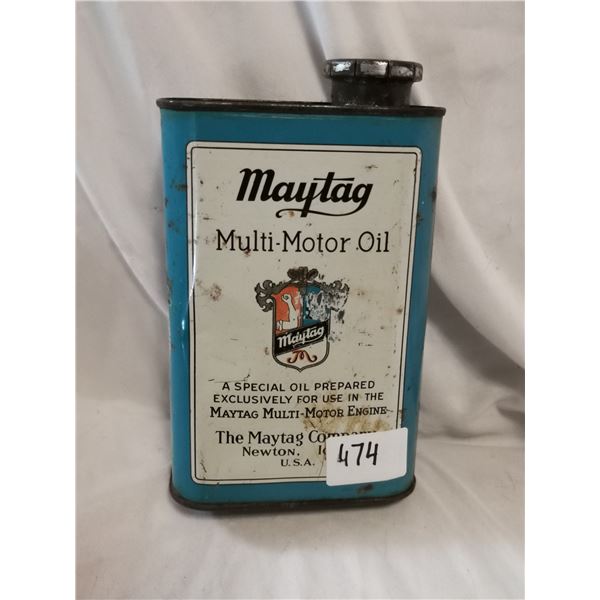 Maytag
Multi-Motor Oil
Maytag
M
A SPECIAL OIL PREPARED
EXCLUSIVELY FOR USE IN THE
MAYTAG MULTI-MOTOR ENGINE
The Maytag Company
Newton,
U.S.A.
474